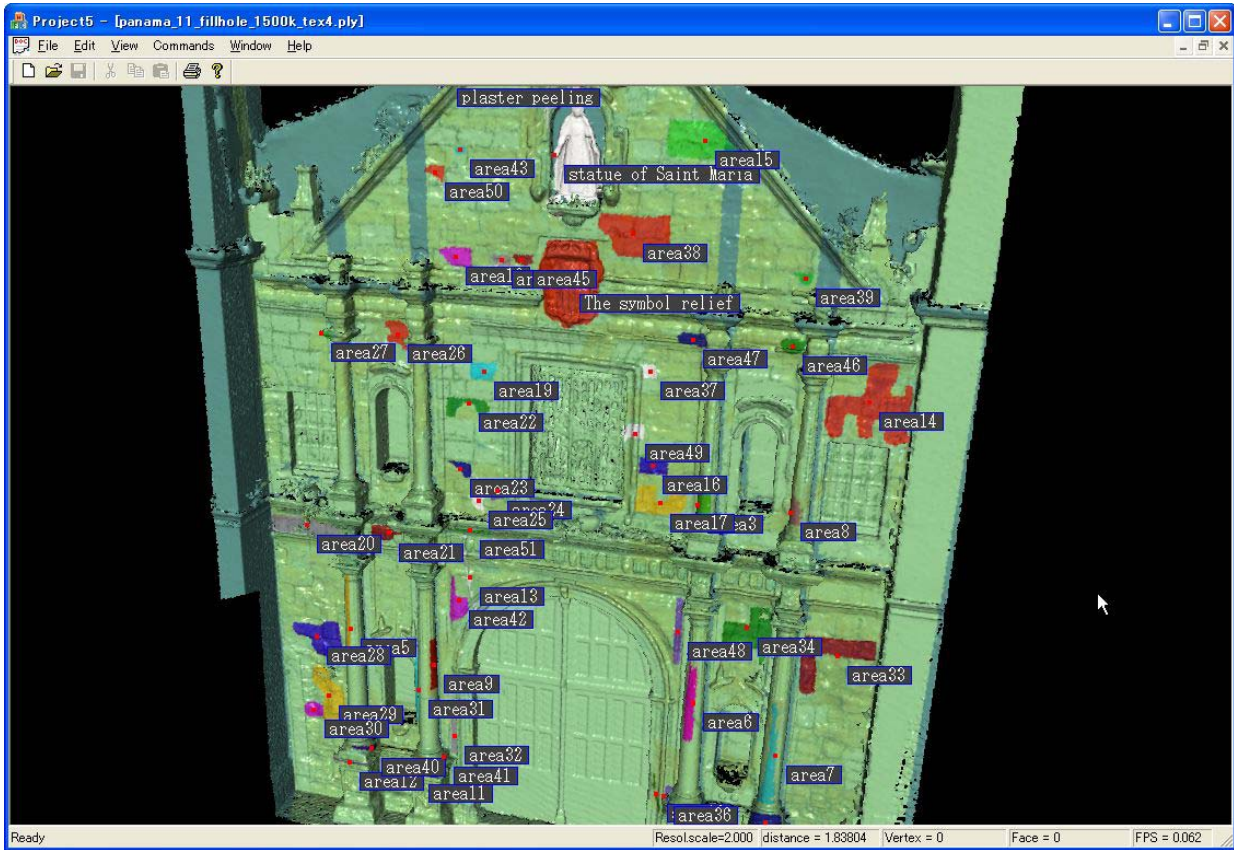 Project5 - [panama_11_fillhole_1500k_tex4.ply]
File Edit View Commands Window Help
plaster peeling
area15
area43
statue of Saint Maria
area50
area38
area45
area39
The symbol relief
area27
area26
area47
area46
area19
area37
area14
area22
area49
area23
area16
area24
area25
area17
area8
area20
area21
area51
area13
area42
area5
area28
area48
area34
area33
area9
area31
area29
area30
area6
area32
area40
area41
area7
area12
area11
area36
Ready
Resol.scale=2.000
distance = 1.83804
Vertex = 0
Face = 0
FPS = 0.062